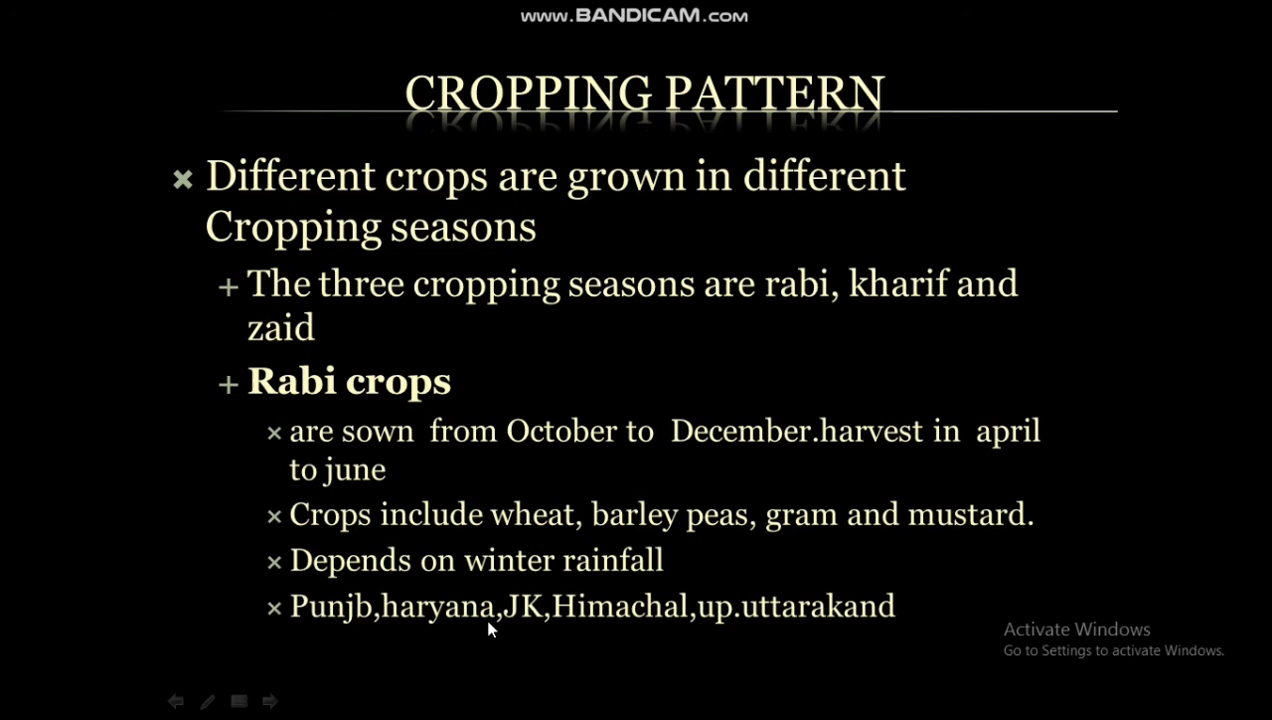 www.BANDICAM.com
CROPPING PATTERN
Different crops are grown in different
Cropping seasons
The three cropping seasons are rabi, kharif and
zaid
Rabi crops
are sown from October to December.harvest in april
to june
Crops include wheat, barley peas, gram and mustard.
Depends on winter rainfall
Punjb,haryana,JK,Himachal,up.uttarakand
Activate Windows
Go to Settings to activate Windows.